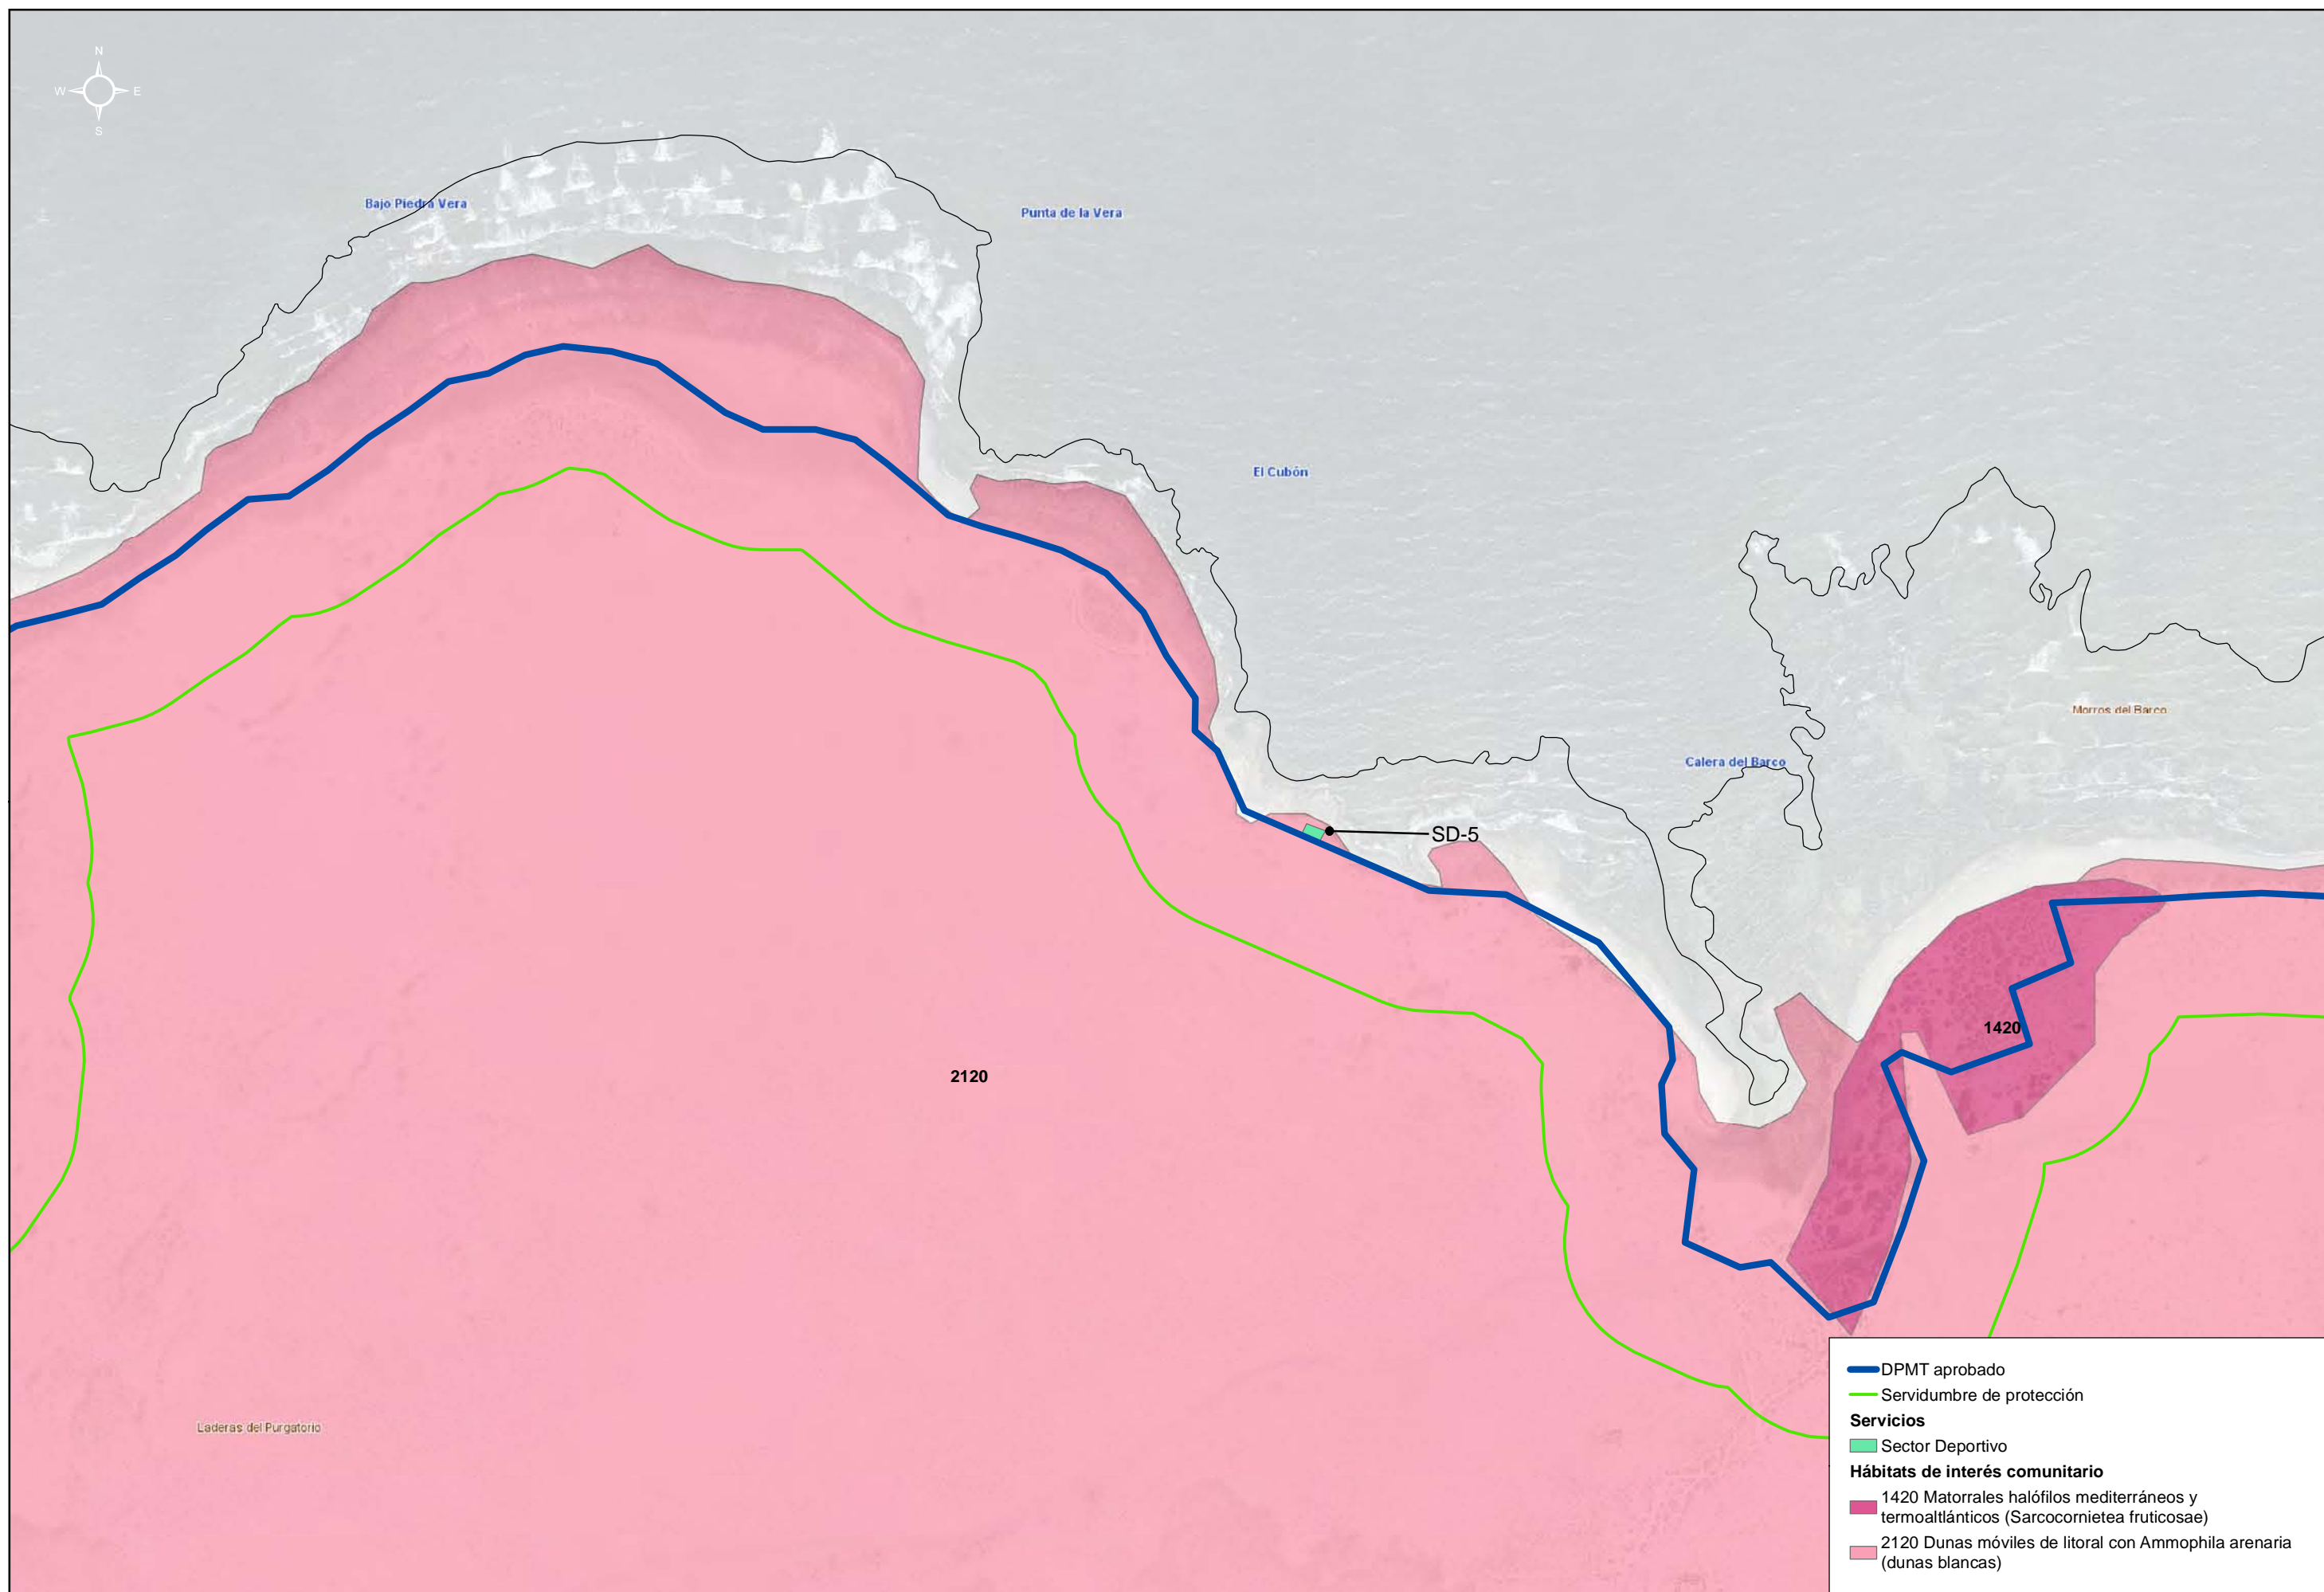 N
W E
S
Bajo Piedra Vera
Punta de la Vera
El Cubón
Morros del Barco
Calera del Barco
SD-5
1420
2120
Laderas del Purgatorio
DPMT aprobado
Servidumbre de protección
Servicios
Sector Deportivo
Hábitats de interés comunitario
1420 Matorrales halófilos mediterráneos y
termoaltlánticos (Sarcocornietea fruticosae)
2120 Dunas móviles de litoral con Ammophila arenaria
(dunas blancas)